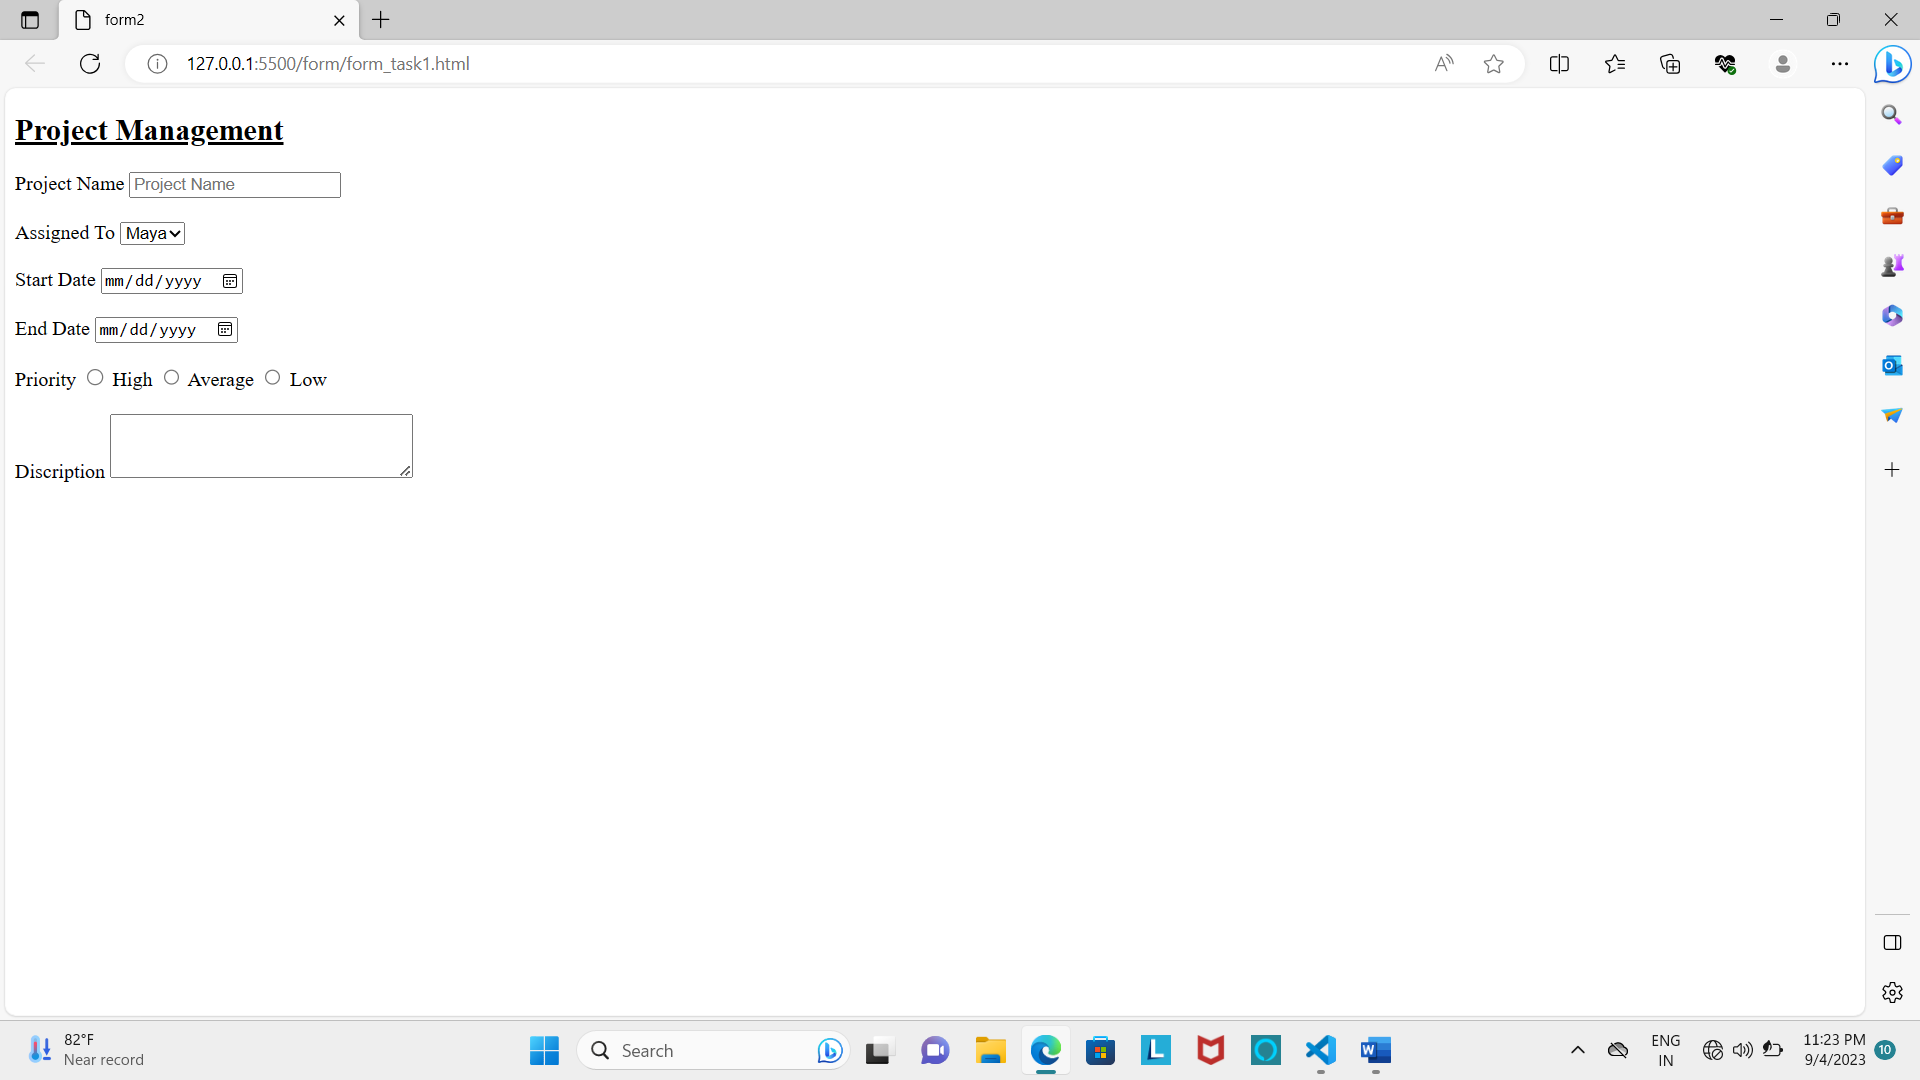 form2
127.0.0.1:5500/form/form_task1.html
Project Management
Project Name Project Name
Assigned To Maya
Start Date mm/dd/yyyy
End Date mm/dd/yyyy
Priority High Average Low
Discription
82°F
Near record
Search
ENG
IN
11:23 PM
9/4/2023
10